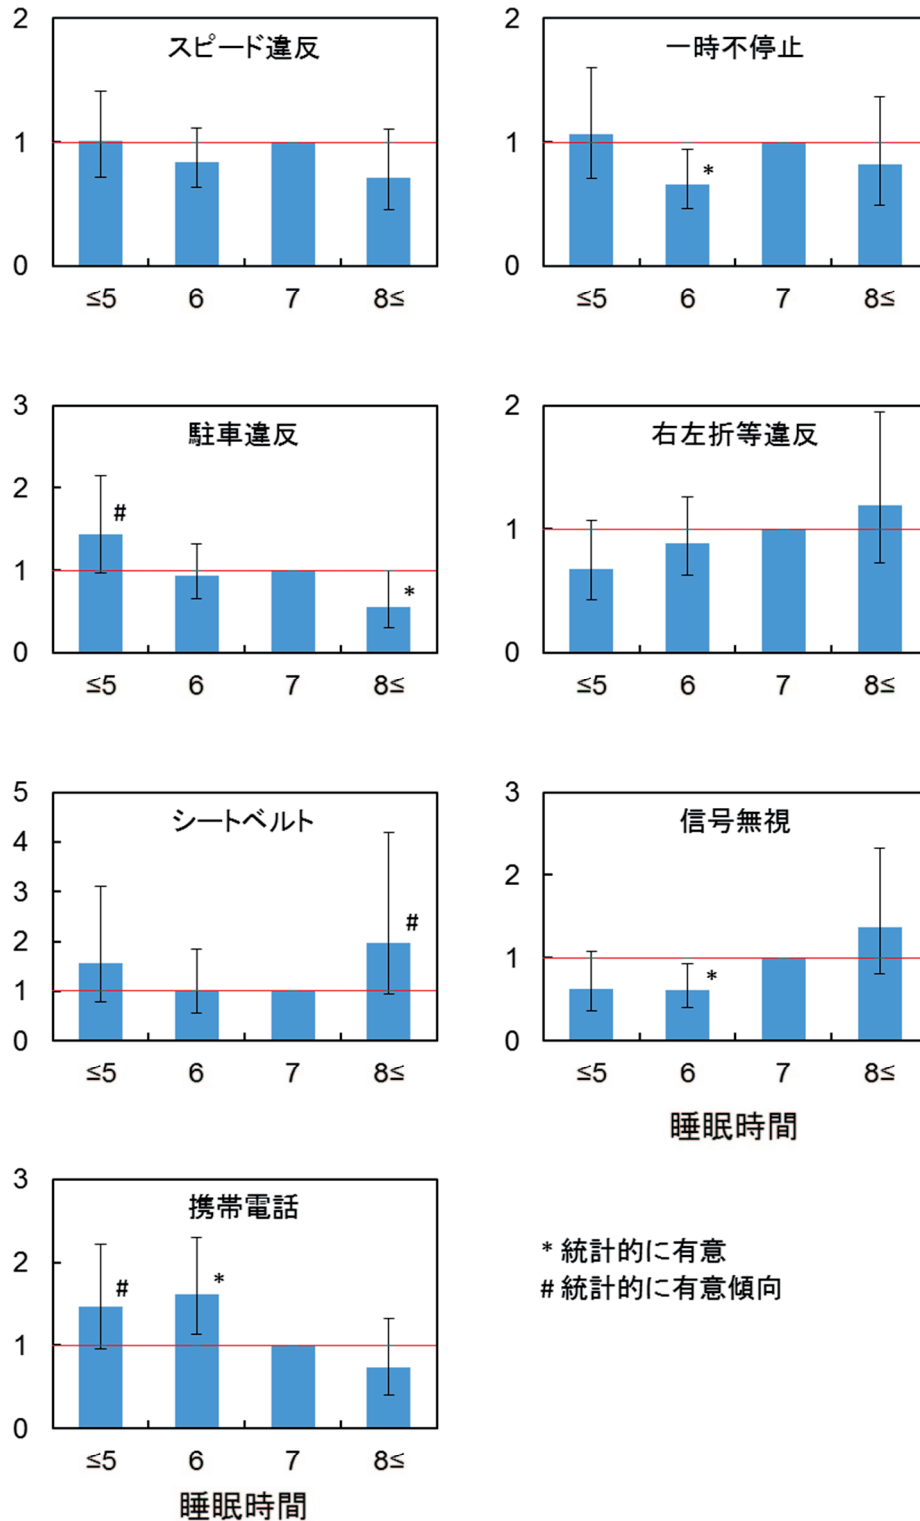 スピード違反
2
1
0
≤5 6 7 8≤
一時不停止
2
1
0
*
≤5 6 7 8≤
駐車違反
3
2
1
0
#
*
≤5 6 7 8≤
右左折等違反
2
1
0
≤5 6 7 8≤
シートベルト
5
4
3
2
1
0
#
≤5 6 7 8≤
信号無視
3
2
1
0
*
≤5 6 7 8≤
睡眠時間
携帯電話
3
2
1
0
#
*
≤5 6 7 8≤
睡眠時間
* 統計的に有意
# 統計的に有意傾向